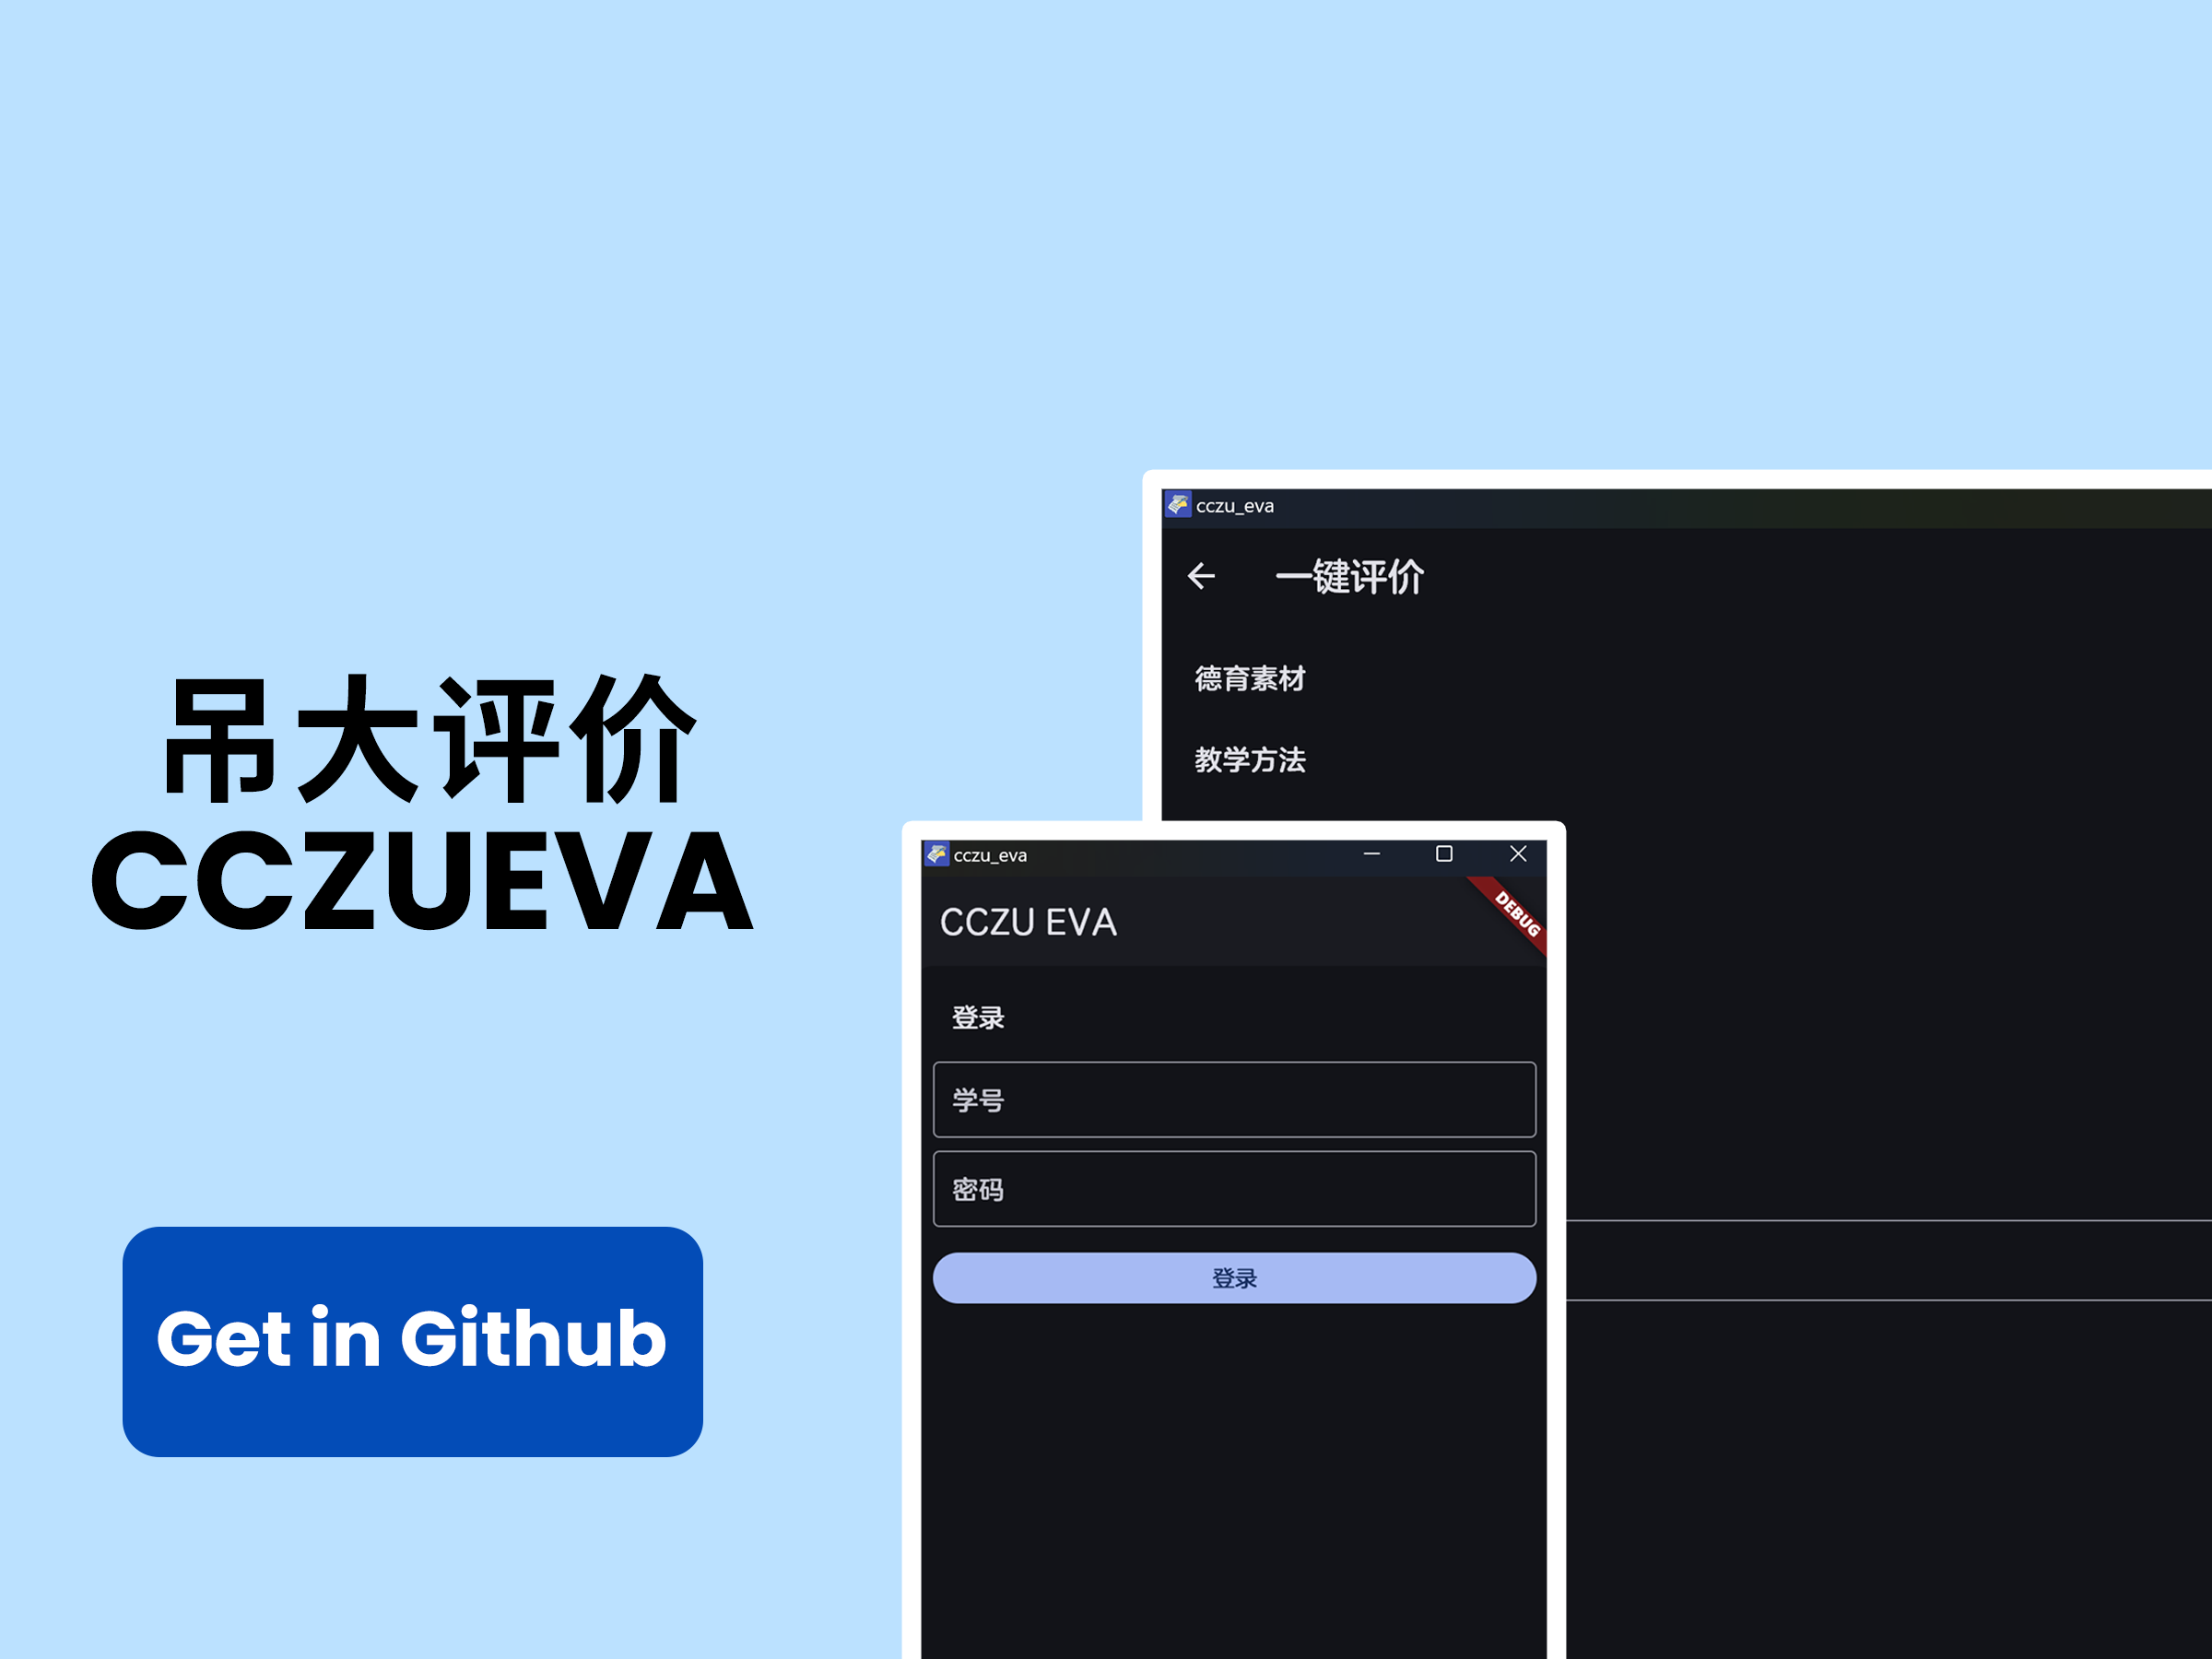 吊大评价
CCZUEVA
Get in Github
cczu_eva
一键评价
德育素材
教学方法
cczu_eva
CCZU EVA
DEBUG
登录
学号
密码
登录